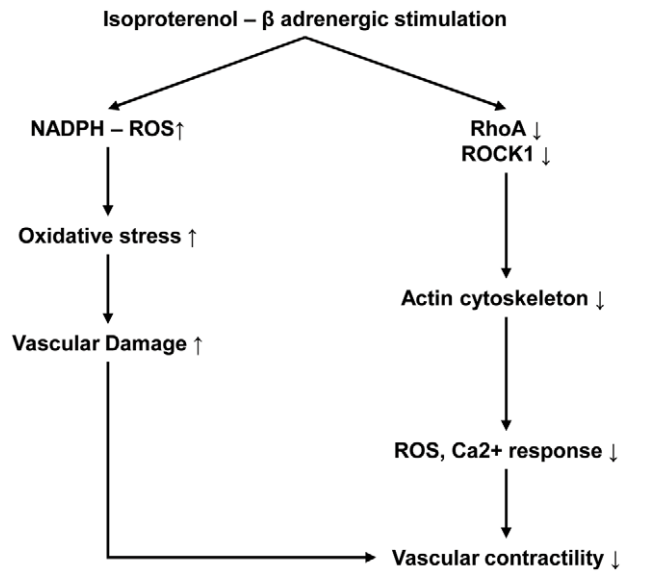 Isoproterenol – β adrenergic stimulation
NADPH – ROS↑
Oxidative stress ↑
Vascular Damage ↑
RhoA ↓
ROCK1 ↓
Actin cytoskeleton ↓
ROS, Ca2+ response ↓
Vascular contractility ↓